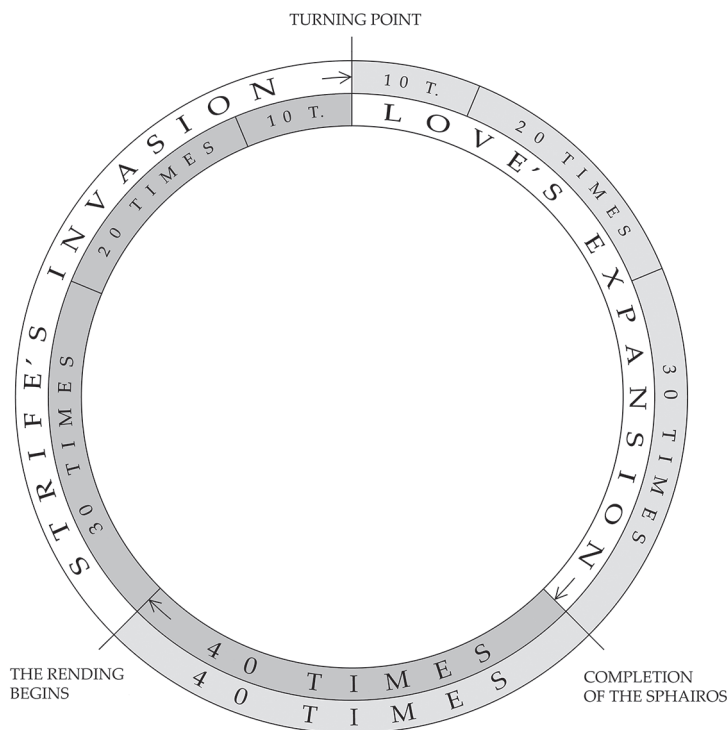 TURNING POINT
10 T.
20 TIMES
30 TIMES
40 TIMES
LOVE'S EXPANSION
COMPLETION
OF THE SPHAIROS
40 TIMES
THE RENDING
BEGINS
STRIFE'S INVASION
30 TIMES
20 TIMES
10 T.